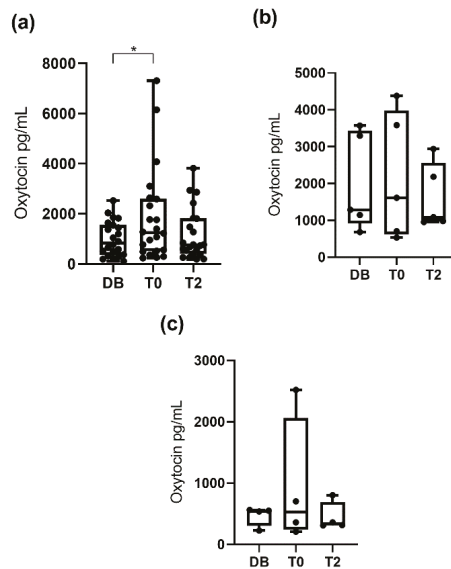 (a)
*
8000
6000
4000
2000
0
Oxytocin pg/mL
DB T0 T2
(b)
5000
4000
3000
2000
1000
0
Oxytocin pg/mL
DB T0 T2
(c)
3000
2000
1000
0
Oxytocin pg/mL
DB T0 T2